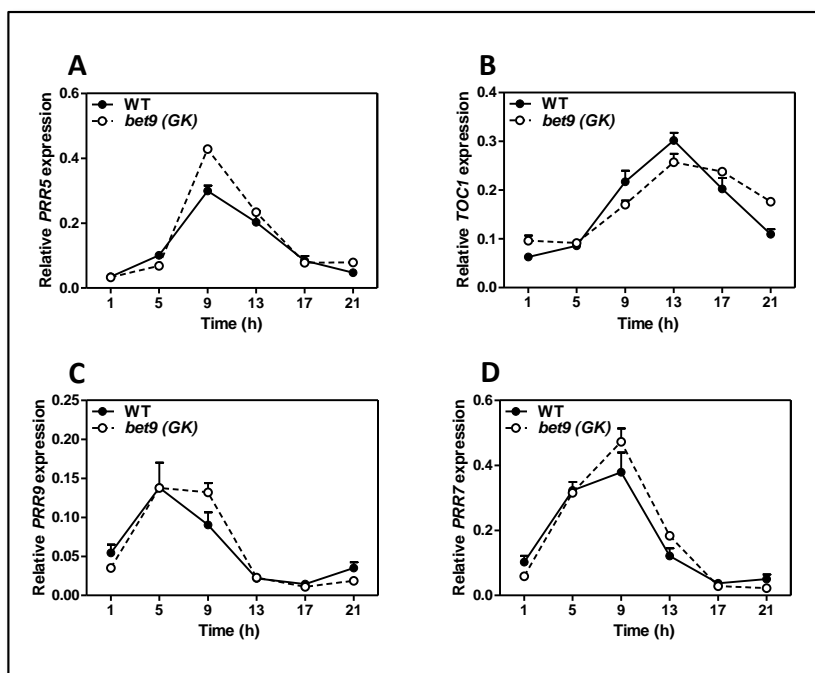 A
Relative PRR5 expression
0.6
0.4
0.2
0.0
WT
bet9 (GK)
1 5 9 13 17 21
Time (h)
B
Relative TOC1 expression
0.4
0.3
0.2
0.1
0.0
WT
bet9 (GK)
1 5 9 13 17 21
Time (h)
C
Relative PRR9 expression
0.25
0.20
0.15
0.10
0.05
0.00
WT
bet9 (GK)
1 5 9 13 17 21
Time (h)
D
Relative PRR7 expression
0.6
0.4
0.2
0.0
WT
bet9 (GK)
1 5 9 13 17 21
Time (h)